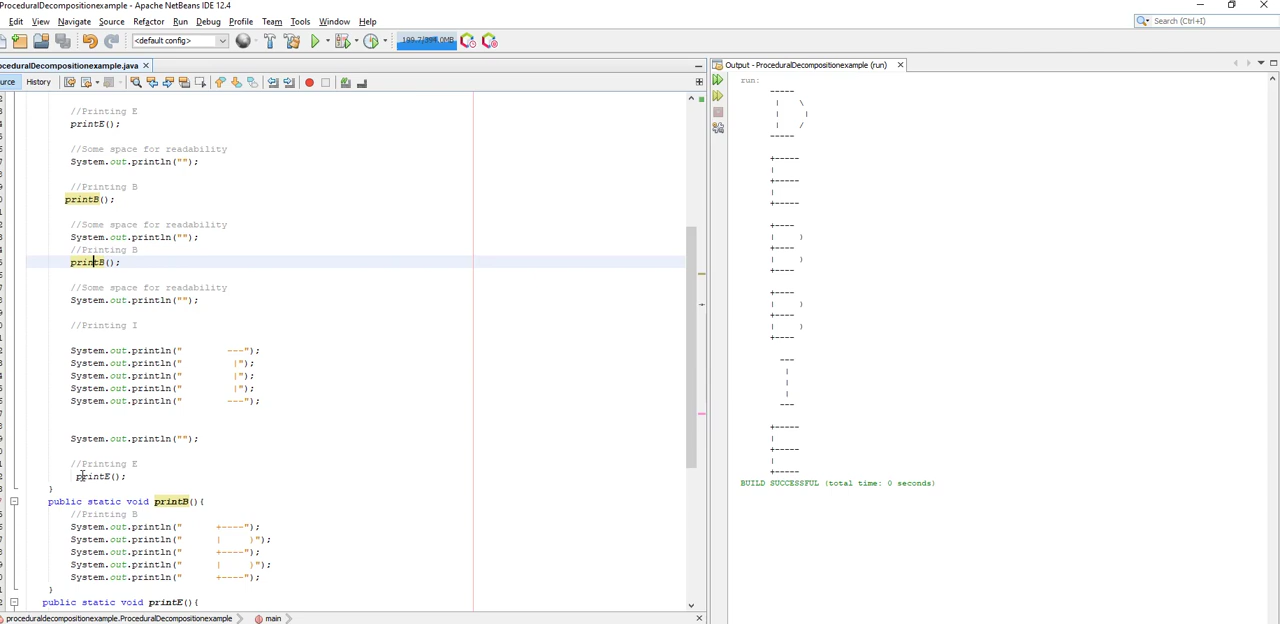 ProceduralDecompositionexample - Apache NetBeans IDE 12.4
Edit View Navigate Source Refactor Run Debug Profile Team Tools Window Help
Search (Ctrl+I)
<default config>
oceduralDecompositionexample.java
urce History
//Printing E
printE();
//Some space for readability
System.out.println("");
//Printing B
printB();
//Some space for readability
System.out.println("");
//Printing B
printB();
//Some space for readability
System.out.println("");
//Printing I
System.out.println("        ---");
System.out.println("         |");
System.out.println("         |");
System.out.println("         |");
System.out.println("        ---");
System.out.println("");
//Printing E
printE();
}
public static void printB(){
//Printing B
System.out.println("      +----");
System.out.println("      |     )");
System.out.println("      +----");
System.out.println("      |     )");
System.out.println("      +----");
}
public static void printE(){
proceduraldecompositionexample.ProceduralDecompositionexample main
Output - ProceduralDecompositionexample (run)
run:
-----
|   \
|    |
|   /
-----
+-----
|
+-----
|
+-----
+----
|     )
+----
|     )
+----
+----
|     )
+----
|     )
+----
---
|
|
|
---
+-----
|
+-----
|
+-----
BUILD SUCCESSFUL (total time: 0 seconds)